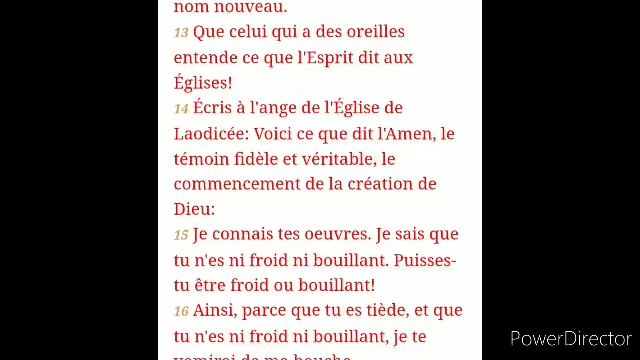 nom nouveau.
13 Que celui qui a des oreilles
entende ce que l'Esprit dit aux
Églises!
14 Écris à l'ange de l'Église de
Laodicée: Voici ce que dit l'Amen, le
témoin fidèle et véritable, le
commencement de la création de
Dieu:
15 Je connais tes oeuvres. Je sais que
tu n'es ni froid ni bouillant. Puisses-
tu être froid ou bouillant!
16 Ainsi, parce que tu es tiède, et que
tu n'es ni froid ni bouillant, je te
vomirai de ma bouche.
PowerDirector